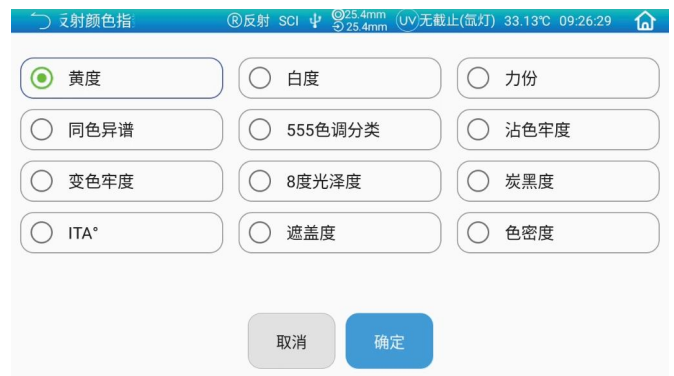 反射颜色指
Ⓡ反射 SCI 25.4mm 25.4mm UV无截止(氙灯) 33.13℃ 09:26:29
黄度 白度 力份
同色异谱 555色调分类 沾色牢度
变色牢度 8度光泽度 炭黑度
ITA° 遮盖度 色密度
取消 确定